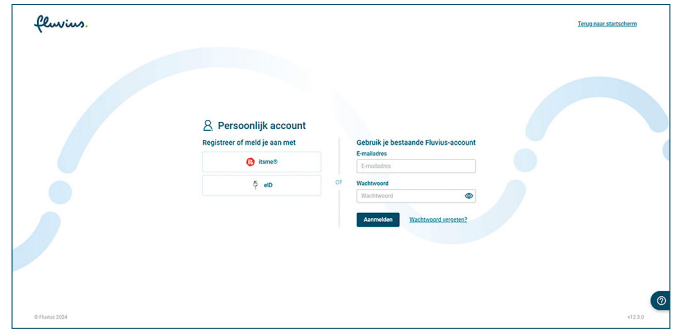 fluvius.
Terug naar startscherm
Persoonlijk account
Registreer of meld je aan met
itsme®
eID
OF
Gebruik je bestaande Fluvius-account
E-mailadres
E-mailadres
Wachtwoord
Wachtwoord
Aanmelden
Wachtwoord vergeten?
© Fluvius 2024
v12.3.0